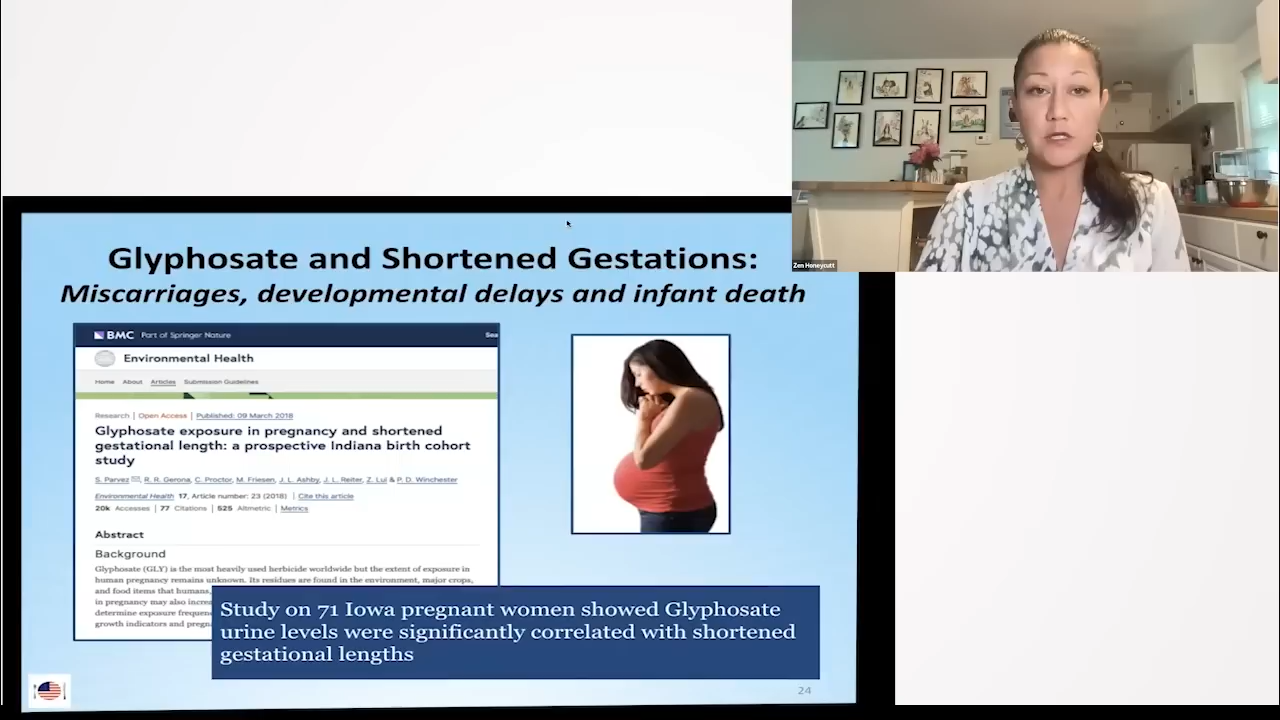 Zen Honeycutt
Glyphosate and Shortened Gestations:
Miscarriages, developmental delays and infant death
BMC Part of Springer Nature
Sea
Environmental Health
Home About Articles Submission Guidelines
Research | Open Access | Published: 09 March 2018
Glyphosate exposure in pregnancy and shortened
gestational length: a prospective Indiana birth cohort
study
S. Parvez, R. R. Gerona, C. Proctor, M. Friesen, J. L. Ashby, J. L. Reiter, Z. Lui & P. D. Winchester
Environmental Health 17, Article number: 23 (2018) | Cite this article
20k Accesses | 77 Citations | 525 Altmetric | Metrics
Abstract
Background
Glyphosate (GLY) is the most heavily used herbicide worldwide but the extent of exposure in
human pregnancy remains unknown. Its residues are found in the environment, major crops,
and food items that humans,
in pregnancy may also increa
determine exposure frequen
growth indicators and pregna
Study on 71 Iowa pregnant women showed Glyphosate
urine levels were significantly correlated with shortened
gestational lengths
24